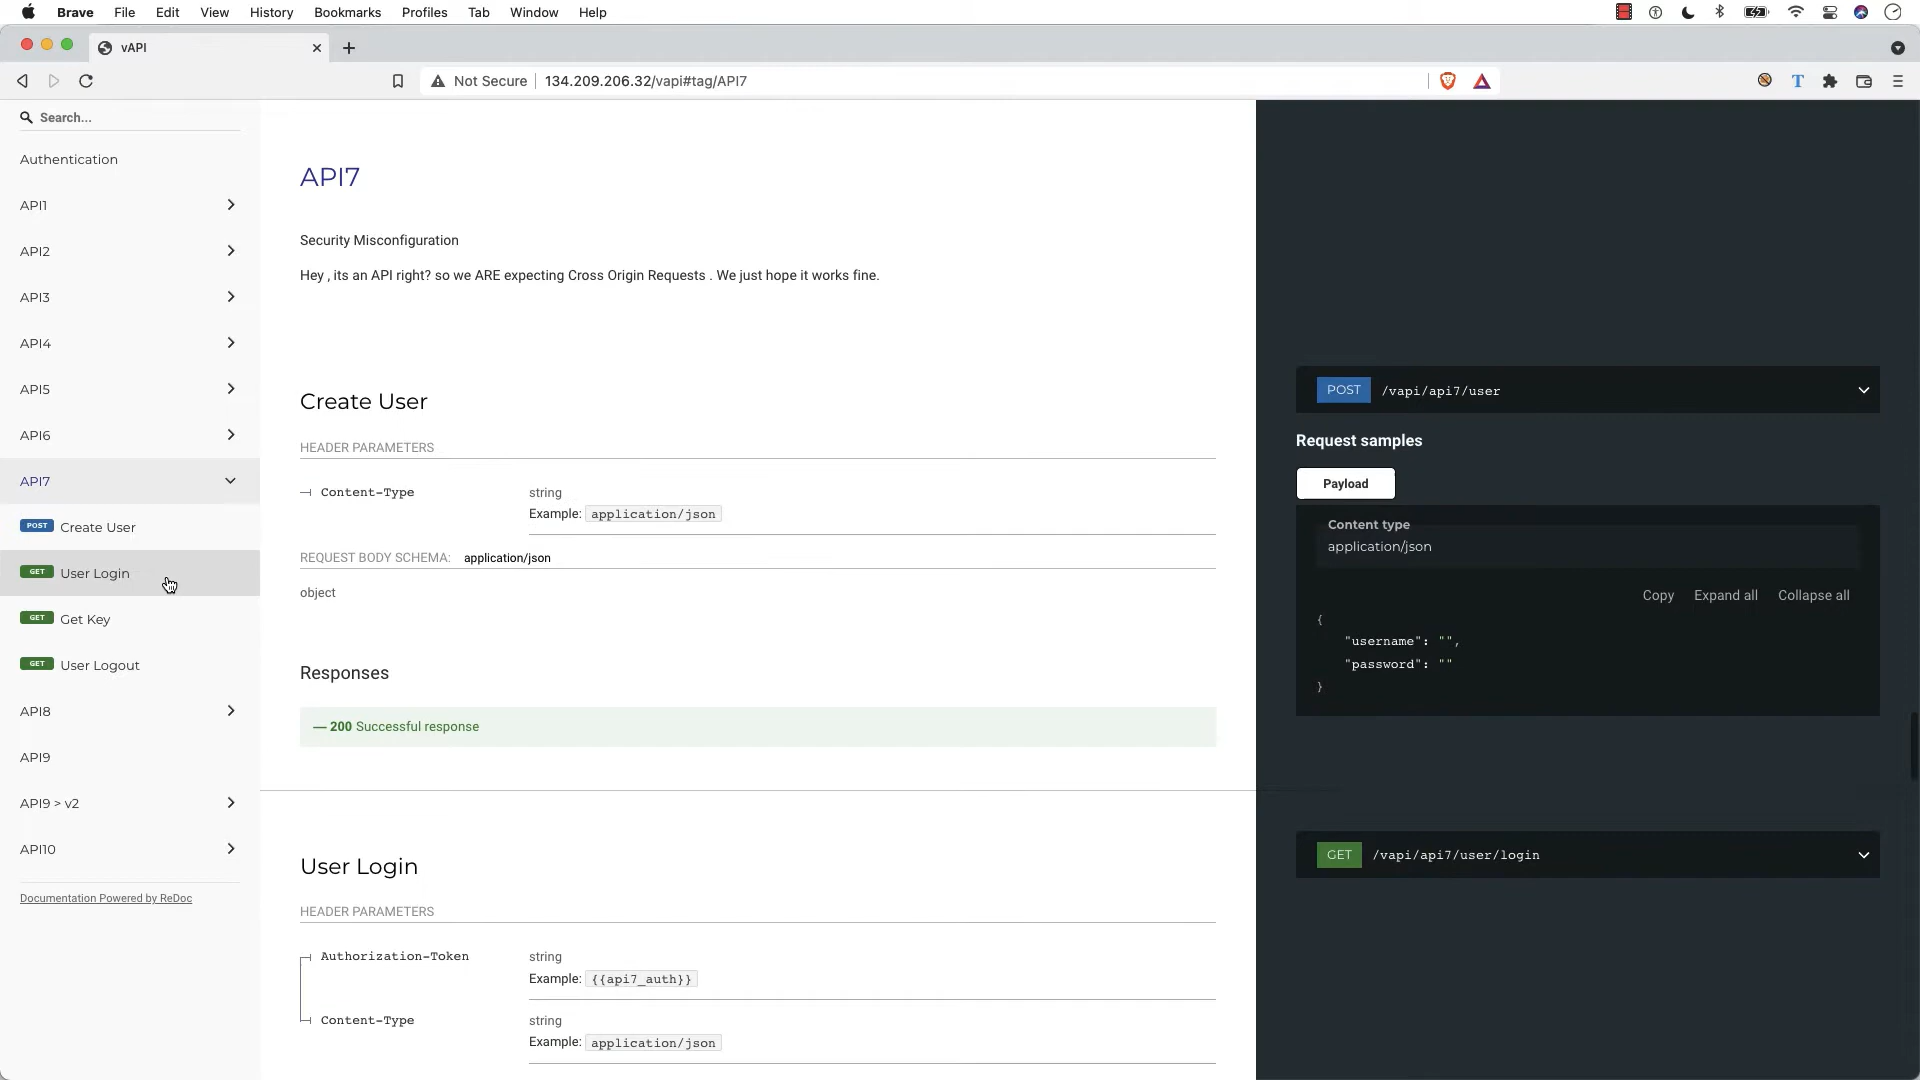 Brave File Edit View History Bookmarks Profiles Tab Window Help
vAPI
Not Secure 134.209.206.32/vapi#tag/API7
Search...
Authentication
API1
API2
API3
API4
API5
API6
API7
POST Create User
GET User Login
GET Get Key
GET User Logout
API8
API9
API9 > v2
API10
Documentation Powered by ReDoc
API7
Security Misconfiguration
Hey , its an API right? so we ARE expecting Cross Origin Requests . We just hope it works fine.
Create User
HEADER PARAMETERS
Content-Type string
Example: application/json
REQUEST BODY SCHEMA: application/json
object
Responses
— 200 Successful response
User Login
HEADER PARAMETERS
Authorization-Token string
Example: {{api7_auth}}
Content-Type string
Example: application/json
POST /vapi/api7/user
Request samples
Payload
Content type
application/json
Copy Expand all Collapse all
{
"username": "",
"password": ""
}
GET /vapi/api7/user/login